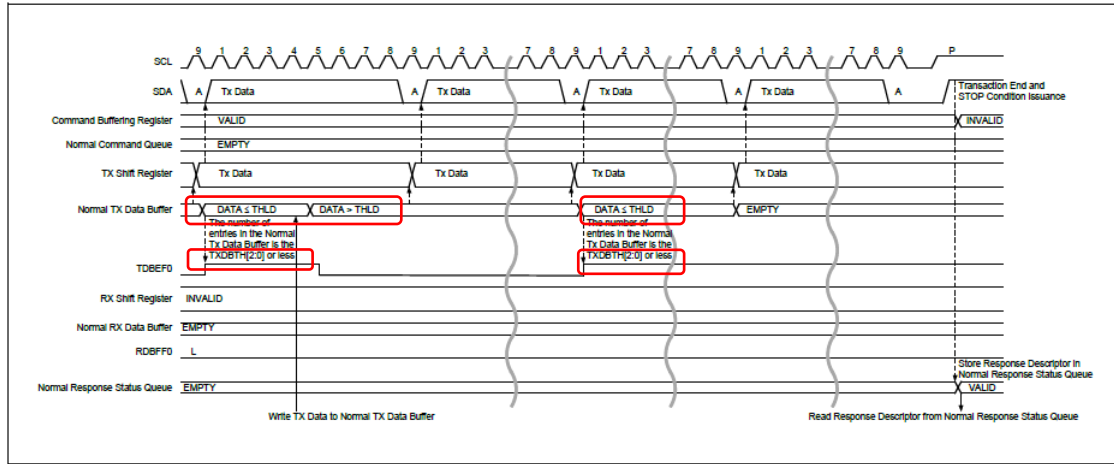 SCL 9 1 2 3 4 5 6 7 8 9 1 2 3 7 8 9 1 2 3 7 8 9 1 2 3 7 8 9 P
SDA A Tx Data A Tx Data A Tx Data A Tx Data A
Transaction End and
STOP Condition Issuance
Command Buffering Register VALID INVALID
Normal Command Queue EMPTY
TX Shift Register Tx Data Tx Data Tx Data Tx Data
Normal TX Data Buffer DATA ≤ THLD DATA > THLD DATA ≤ THLD EMPTY
The number of
entries in the Normal
Tx Data Buffer is the
TXDBTH[2:0] or less
The number of
entries in the Normal
Tx Data Buffer is the
TXDBTH[2:0] or less
TDBEF0
RX Shift Register INVALID
Normal RX Data Buffer EMPTY
RDBFF0 L
Store Response Descriptor in
Normal Response Status Queue
Normal Response Status Queue EMPTY VALID
Write TX Data to Normal TX Data Buffer
Read Response Descriptor from Normal Response Status Queue